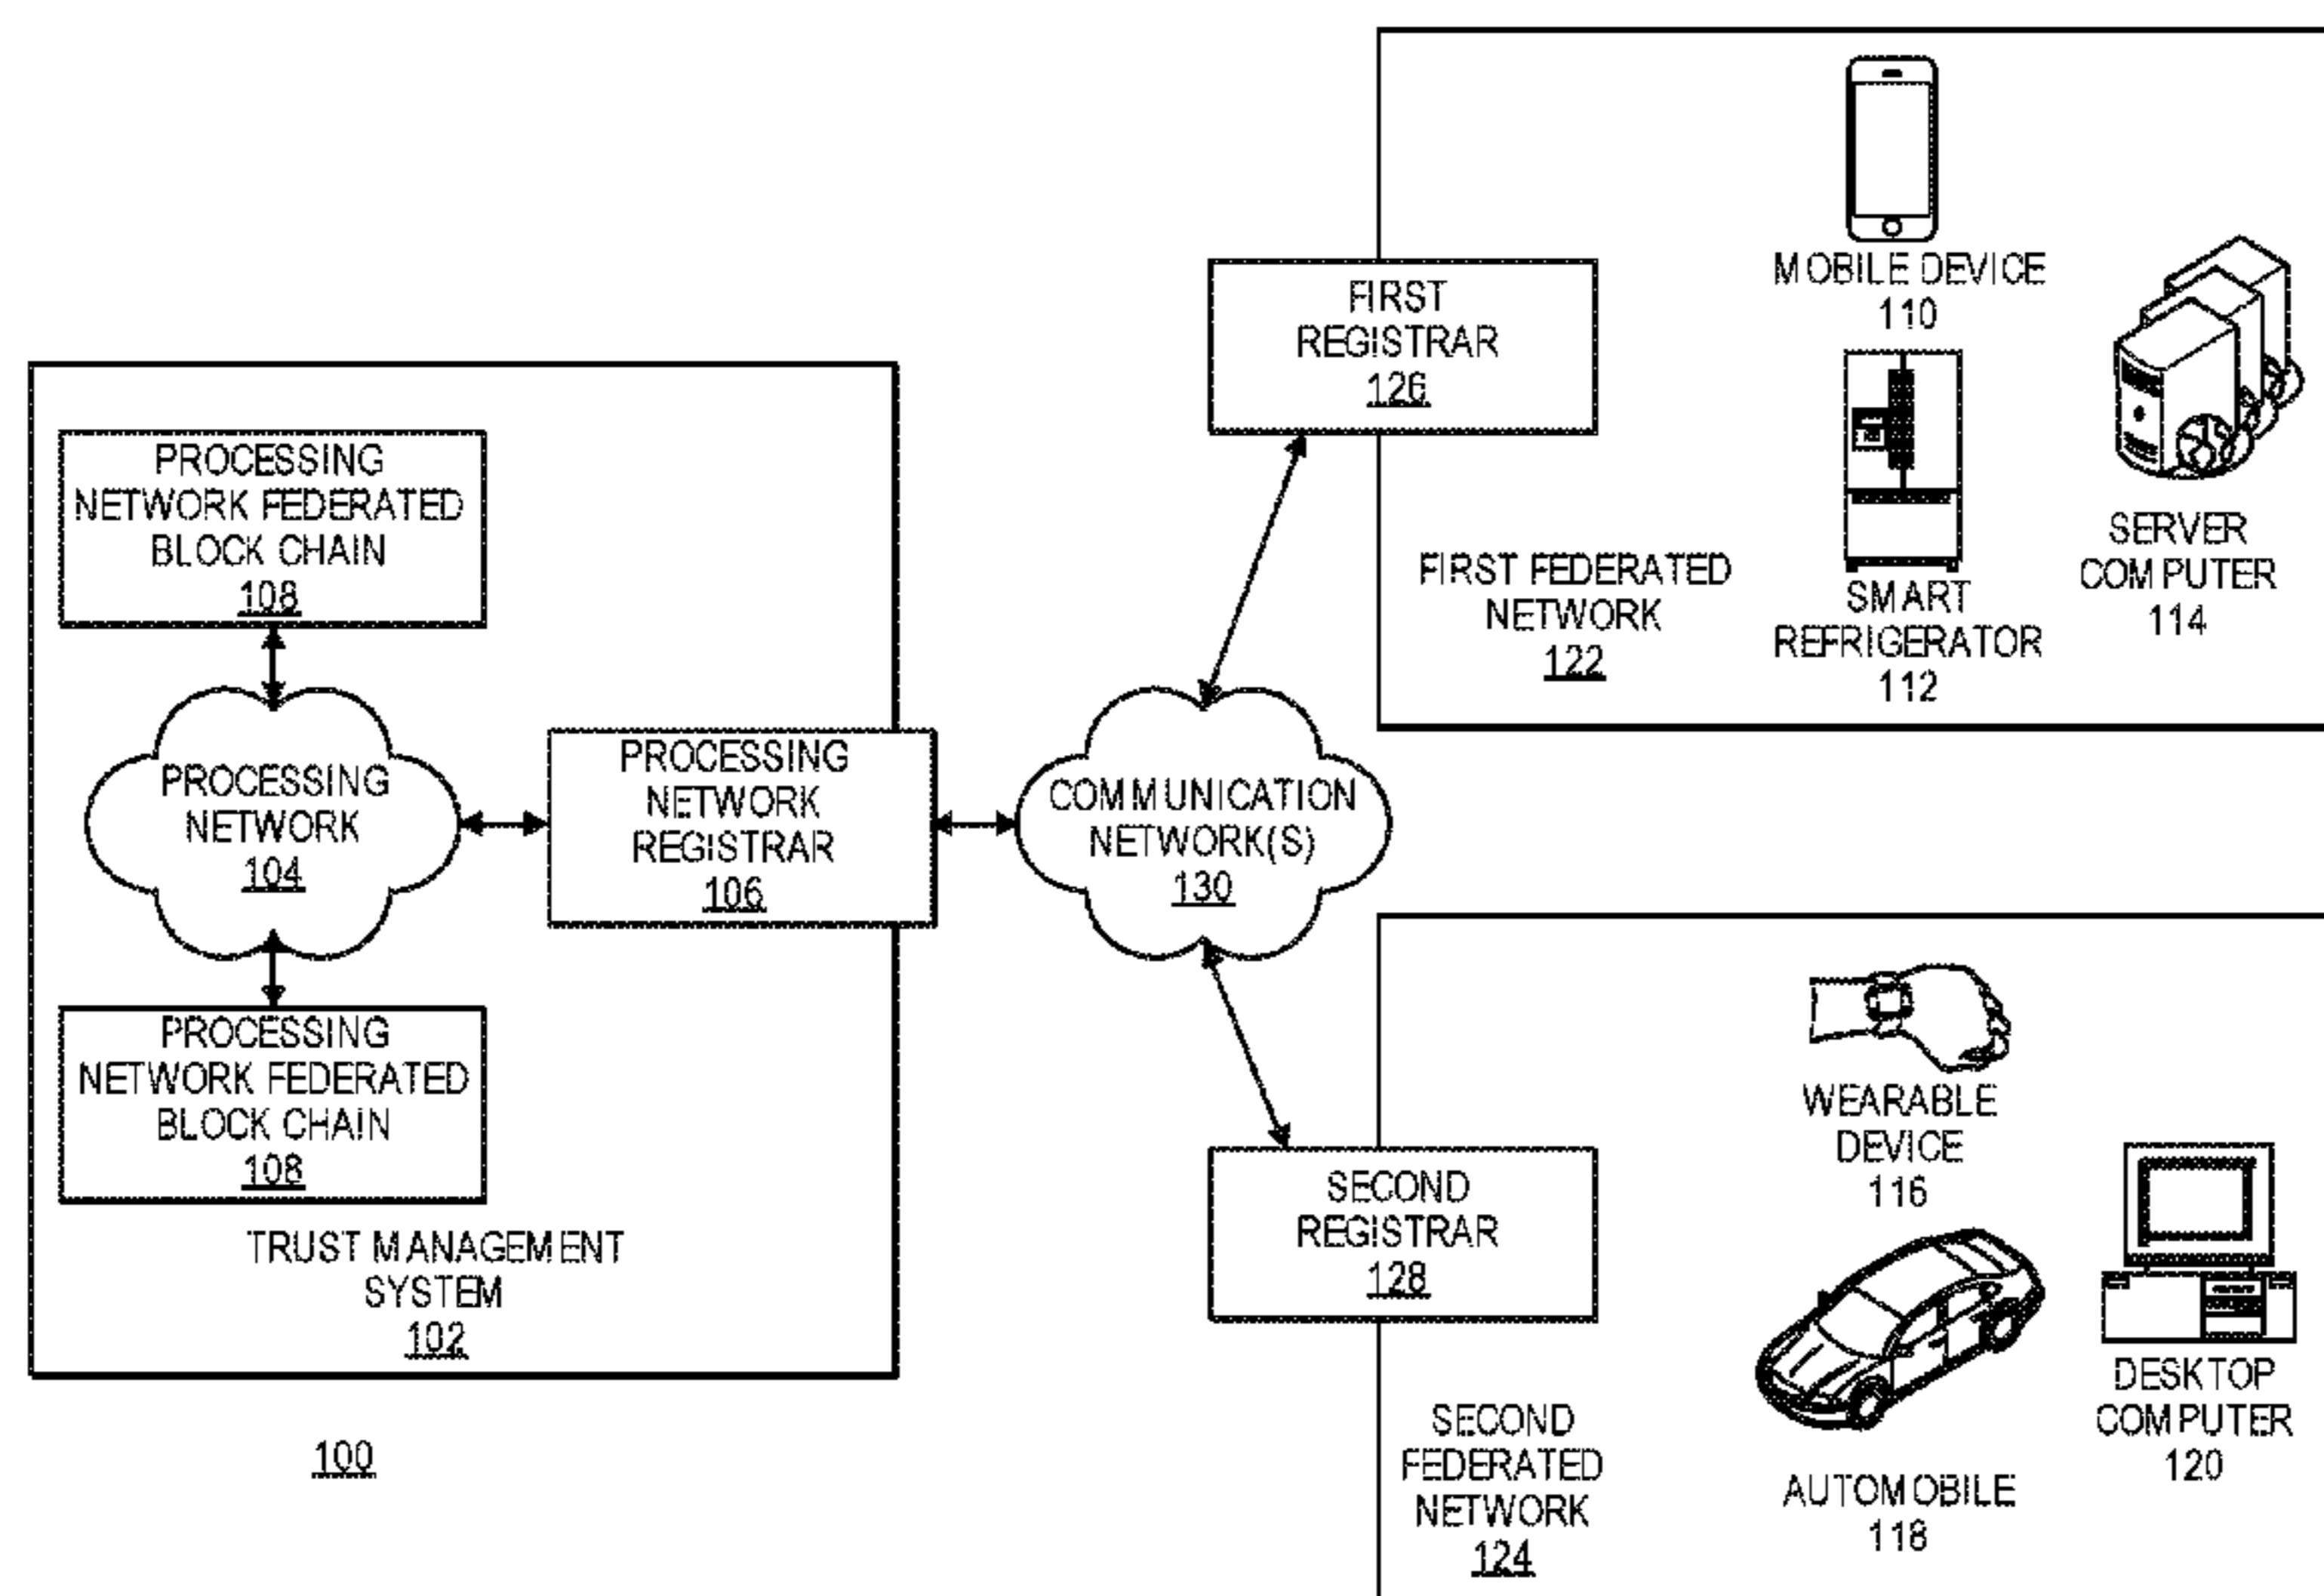 PROCESSING
NETWORK FEDERATED
BLOCK CHAIN
108
PROCESSING
NETWORK
104
PROCESSING
NETWORK
REGISTRAR
106
PROCESSING
NETWORK FEDERATED
BLOCK CHAIN
108
TRUST MANAGEMENT
SYSTEM
102
100
COMMUNICATION
NETWORK(S)
130
FIRST
REGISTRAR
126
FIRST FEDERATED
NETWORK
122
MOBILE DEVICE
110
SMART
REFRIGERATOR
112
SERVER
COMPUTER
114
SECOND
REGISTRAR
128
SECOND
FEDERATED
NETWORK
124
WEARABLE
DEVICE
116
AUTOMOBILE
118
DESKTOP
COMPUTER
120